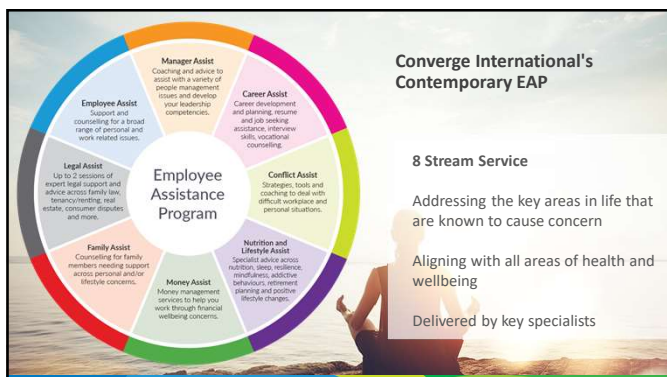 Manager Assist
Coaching and advice to
assist with a variety of
people management
issues and develop
your leadership
competencies.
Career Assist
Career development
and planning, resume
and job seeking
assistance, interview
skills, vocational
counselling.
Conflict Assist
Strategies, tools and
coaching to deal with
difficult workplace and
personal situations.
Nutrition and
Lifestyle Assist
Specialist advice across
nutrition, sleep, resilience,
mindfulness, addictive
behaviours, retirement
planning and positive
lifestyle changes.
Money Assist
Money management
services to help you
work through financial
wellbeing concerns.
Family Assist
Counselling for family
members needing support
across personal and/or
lifestyle concerns.
Legal Assist
Up to 2 sessions of
expert legal support and
advice across family law,
tenancy/renting, real
estate, consumer disputes
and more.
Employee Assist
Support and
counselling for a broad
range of personal and
work related issues.
Employee
Assistance
Program
Converge International's
Contemporary EAP
8 Stream Service
Addressing the key areas in life that
are known to cause concern
Aligning with all areas of health and
wellbeing
Delivered by key specialists